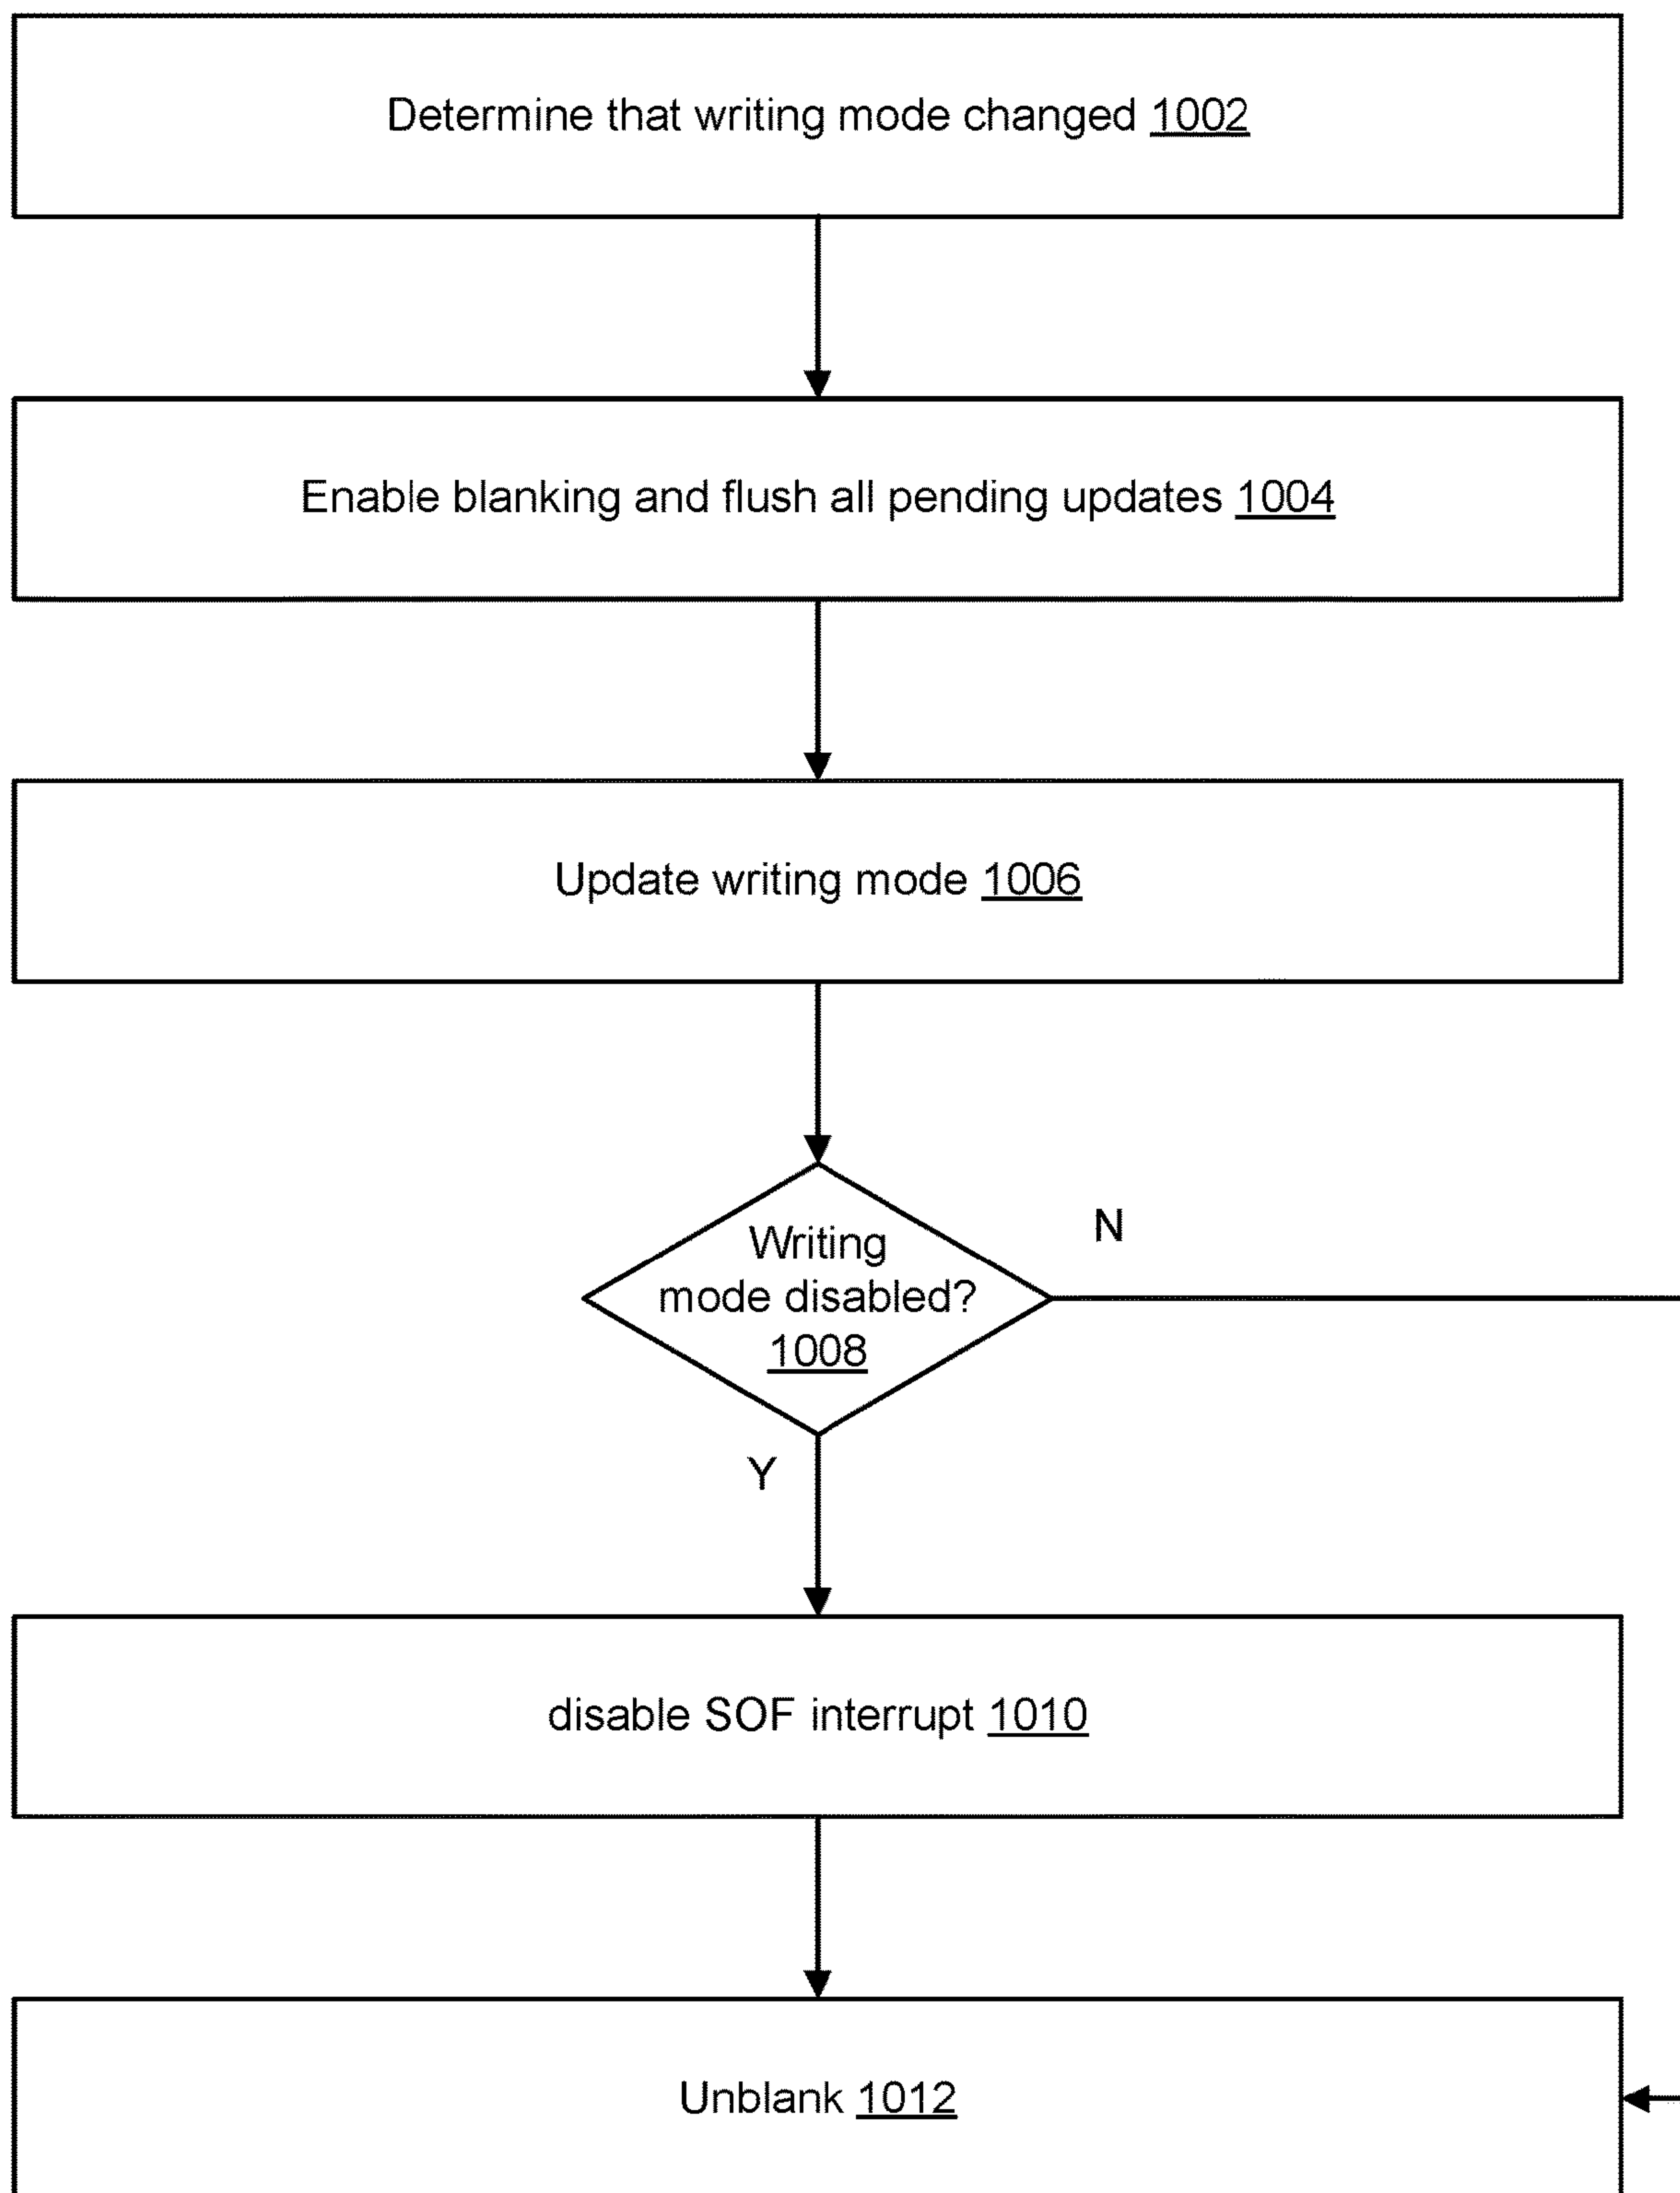 Determine that writing mode changed 1002
Enable blanking and flush all pending updates 1004
Update writing mode 1006
Writing
mode disabled?
1008
N
Y
disable SOF interrupt 1010
Unblank 1012